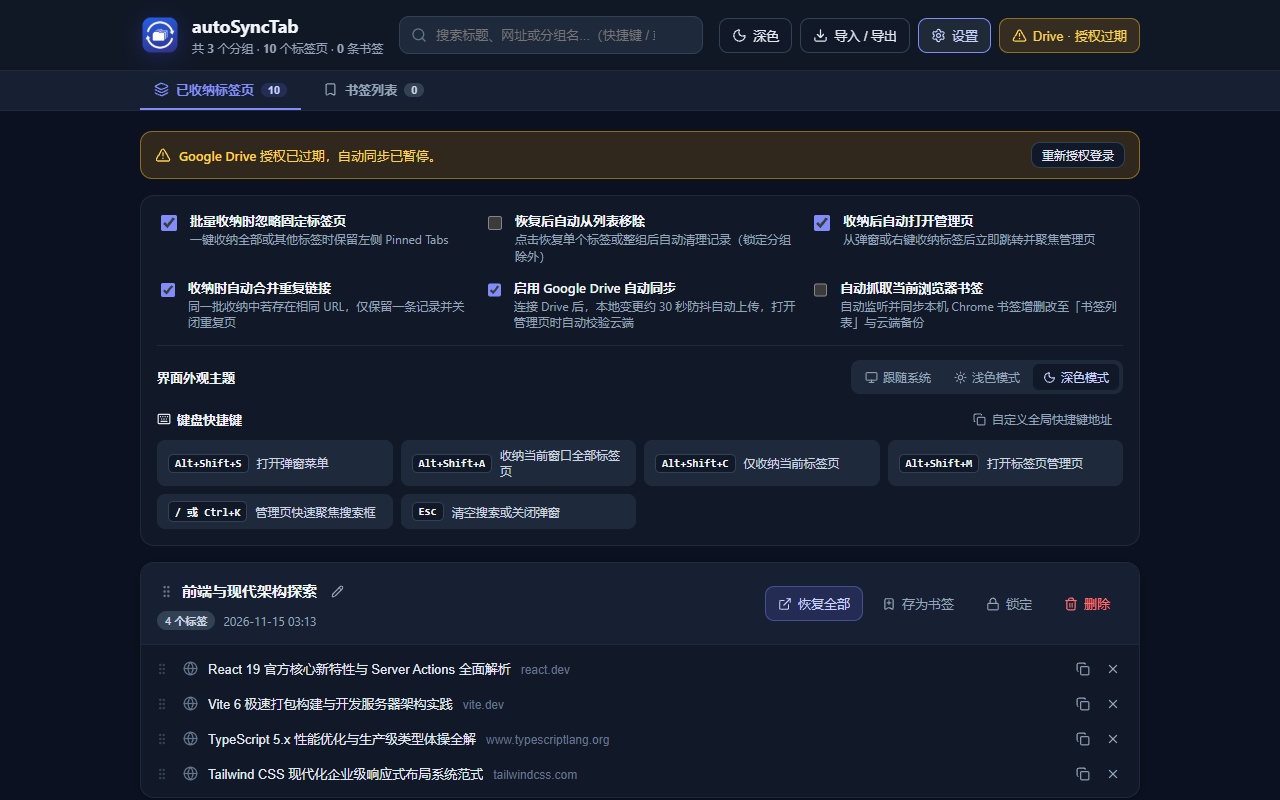 autoSyncTab
共 3 个分组 · 10 个标签页 · 0 条书签
搜索标题、网址或分组名... （快捷键 / i
深色
导入 / 导出
设置
Drive · 授权过期
已收纳标签页 10
书签列表 0
Google Drive 授权已过期，自动同步已暂停。
重新授权登录
批量收纳时忽略固定标签页
一键收纳全部或其他标签时保留左侧 Pinned Tabs
恢复后自动从列表移除
点击恢复单个标签或整组后自动清理记录（锁定分组
除外）
收纳后自动打开管理页
从弹窗或右键收纳标签后立即跳转并聚焦管理页
收纳时自动合并重复链接
同一批收纳中若存在相同 URL，仅保留一条记录并关
闭重复页
启用 Google Drive 自动同步
连接 Drive 后，本地变更约 30 秒防抖自动上传，打开
管理页时自动校验云端
自动抓取当前浏览器书签
自动监听并同步本机 Chrome 书签增删改至「书签列
表」与云端备份
界面外观主题
跟随系统
浅色模式
深色模式
键盘快捷键
自定义全局快捷键地址
Alt+Shift+S 打开弹窗菜单
Alt+Shift+A 收纳当前窗口全部标签
页
Alt+Shift+C 仅收纳当前标签页
Alt+Shift+M 打开标签页管理页
/ 或 Ctrl+K 管理页快速聚焦搜索框
Esc 清空搜索或关闭弹窗
前端与现代架构探索
4 个标签 2026-11-15 03:13
恢复全部
存为书签
锁定
删除
React 19 官方核心新特性与 Server Actions 全面解析 react.dev
Vite 6 极速打包构建与开发服务器架构实践 vite.dev
TypeScript 5.x 性能优化与生产级类型体操全解 www.typescriptlang.org
Tailwind CSS 现代化企业级响应式布局系统范式 tailwindcss.com